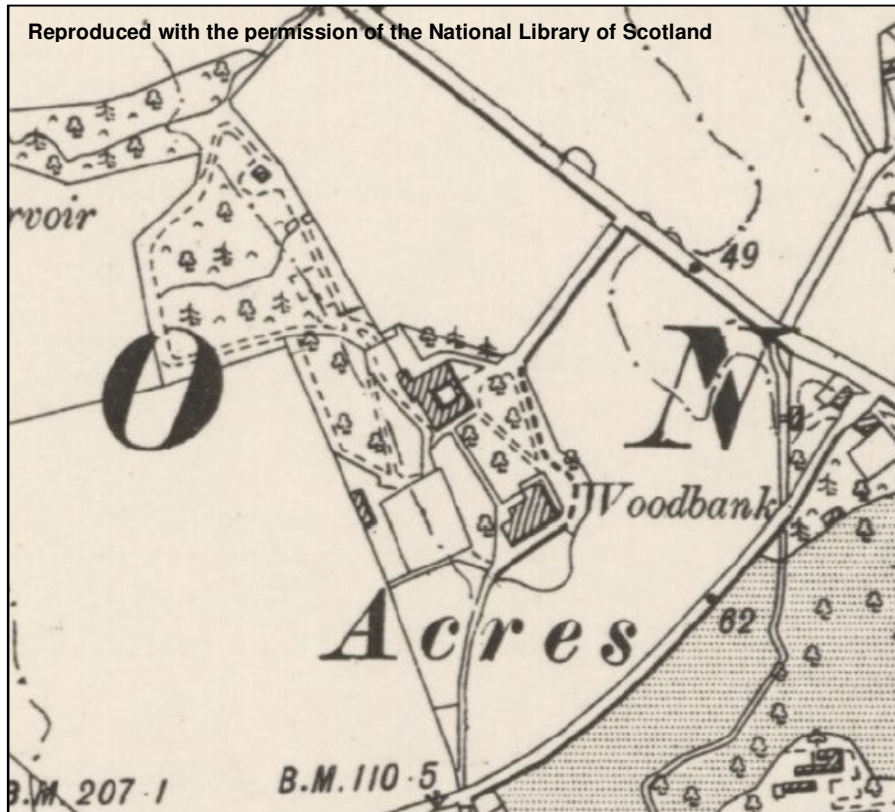 Reproduced with the permission of the National Library of Scotland
rvoir
49
O N
Woodbank
62
Acres
B.M. 207·1
B.M. 110·5